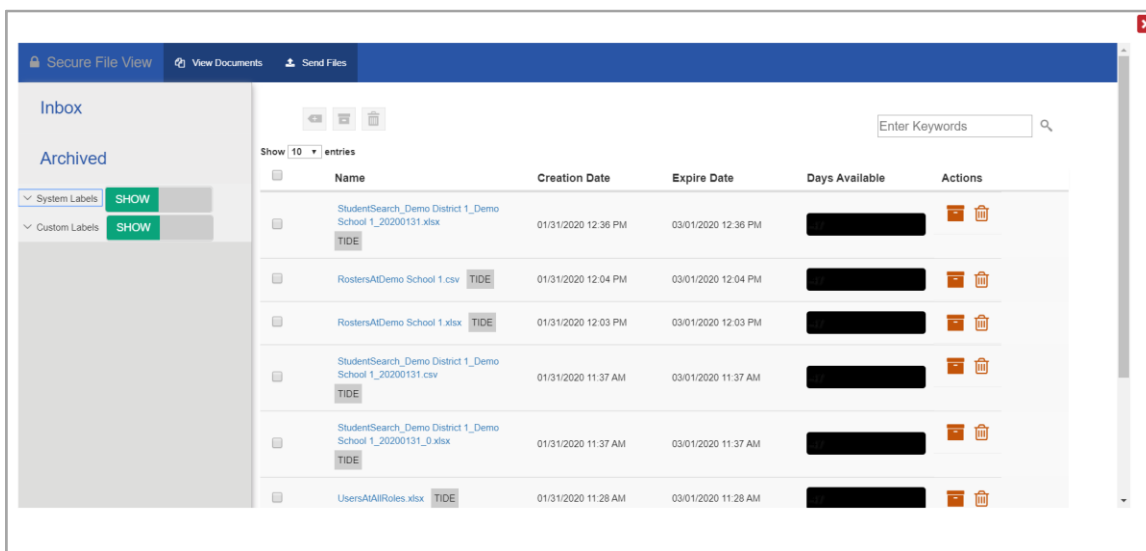 Secure File View View Documents Send Files
Inbox
Archived
System Labels SHOW
Custom Labels SHOW
Enter Keywords
Show 10 entries
Name Creation Date Expire Date Days Available Actions
StudentSearch_Demo District 1_Demo
School 1_20200131.xlsx
TIDE
01/31/2020 12:36 PM 03/01/2020 12:36 PM
RostersAtDemo School 1.csv TIDE 01/31/2020 12:04 PM 03/01/2020 12:04 PM
RostersAtDemo School 1.xlsx TIDE 01/31/2020 12:03 PM 03/01/2020 12:03 PM
StudentSearch_Demo District 1_Demo
School 1_20200131.csv
TIDE
01/31/2020 11:37 AM 03/01/2020 11:37 AM
StudentSearch_Demo District 1_Demo
School 1_20200131_0.xlsx
TIDE
01/31/2020 11:37 AM 03/01/2020 11:37 AM
UsersAtAllRoles.xlsx TIDE 01/31/2020 11:28 AM 03/01/2020 11:28 AM